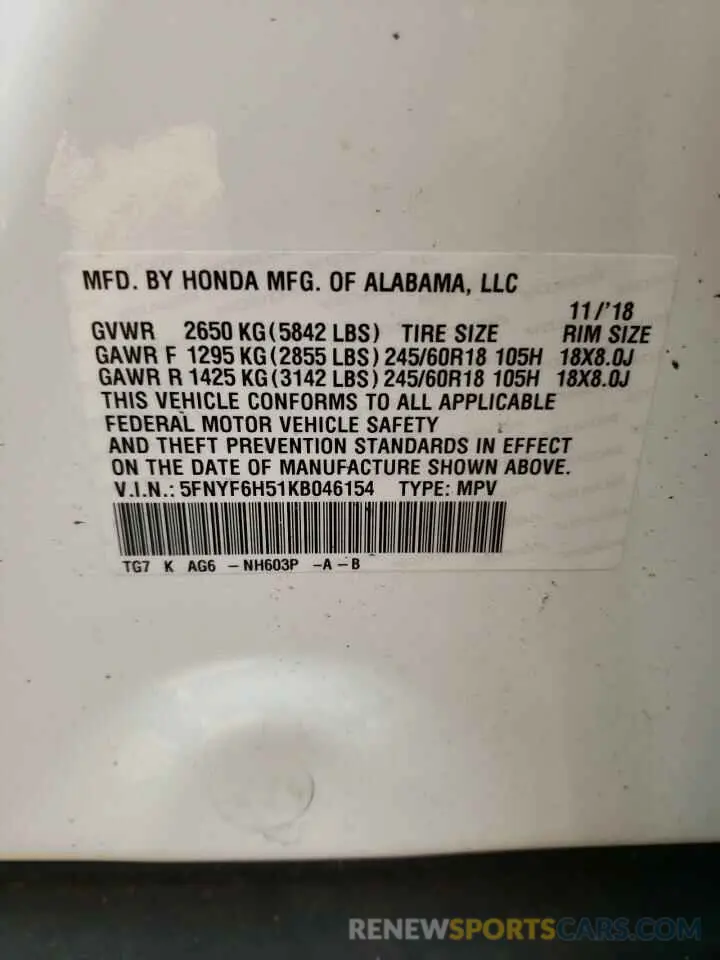 MFD. BY HONDA MFG. OF ALABAMA, LLC
11/'18
GVWR 2650 KG (5842 LBS) TIRE SIZE RIM SIZE
GAWR F 1295 KG (2855 LBS) 245/60R18 105H 18X8.0J
GAWR R 1425 KG (3142 LBS) 245/60R18 105H 18X8.0J
THIS VEHICLE CONFORMS TO ALL APPLICABLE
FEDERAL MOTOR VEHICLE SAFETY
AND THEFT PREVENTION STANDARDS IN EFFECT
ON THE DATE OF MANUFACTURE SHOWN ABOVE.
V.I.N.: 5FNYF6H51KB046154 TYPE: MPV
TG7 K AG6 -NH603P -A-B
RENEWSPORTSCARS.COM